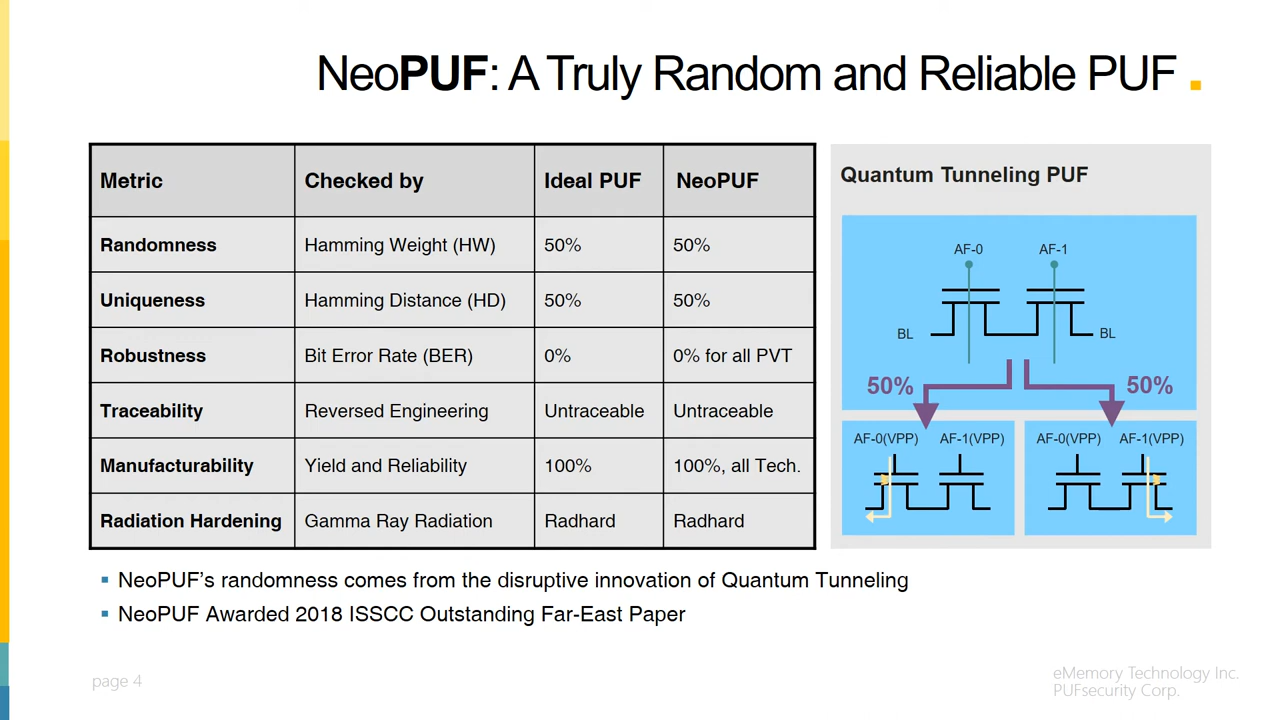 NeoPUF: A Truly Random and Reliable PUF .
Metric Checked by Ideal PUF NeoPUF
Randomness Hamming Weight (HW) 50% 50%
Uniqueness Hamming Distance (HD) 50% 50%
Robustness Bit Error Rate (BER) 0% 0% for all PVT
Traceability Reversed Engineering Untraceable Untraceable
Manufacturability Yield and Reliability 100% 100%, all Tech.
Radiation Hardening Gamma Ray Radiation Radhard Radhard
Quantum Tunneling PUF
AF-0 AF-1
BL BL
50% 50%
AF-0(VPP) AF-1(VPP) AF-0(VPP) AF-1(VPP)
▪ NeoPUF’s randomness comes from the disruptive innovation of Quantum Tunneling
▪ NeoPUF Awarded 2018 ISSCC Outstanding Far-East Paper
page 4
eMemory Technology Inc.
PUFsecurity Corp.